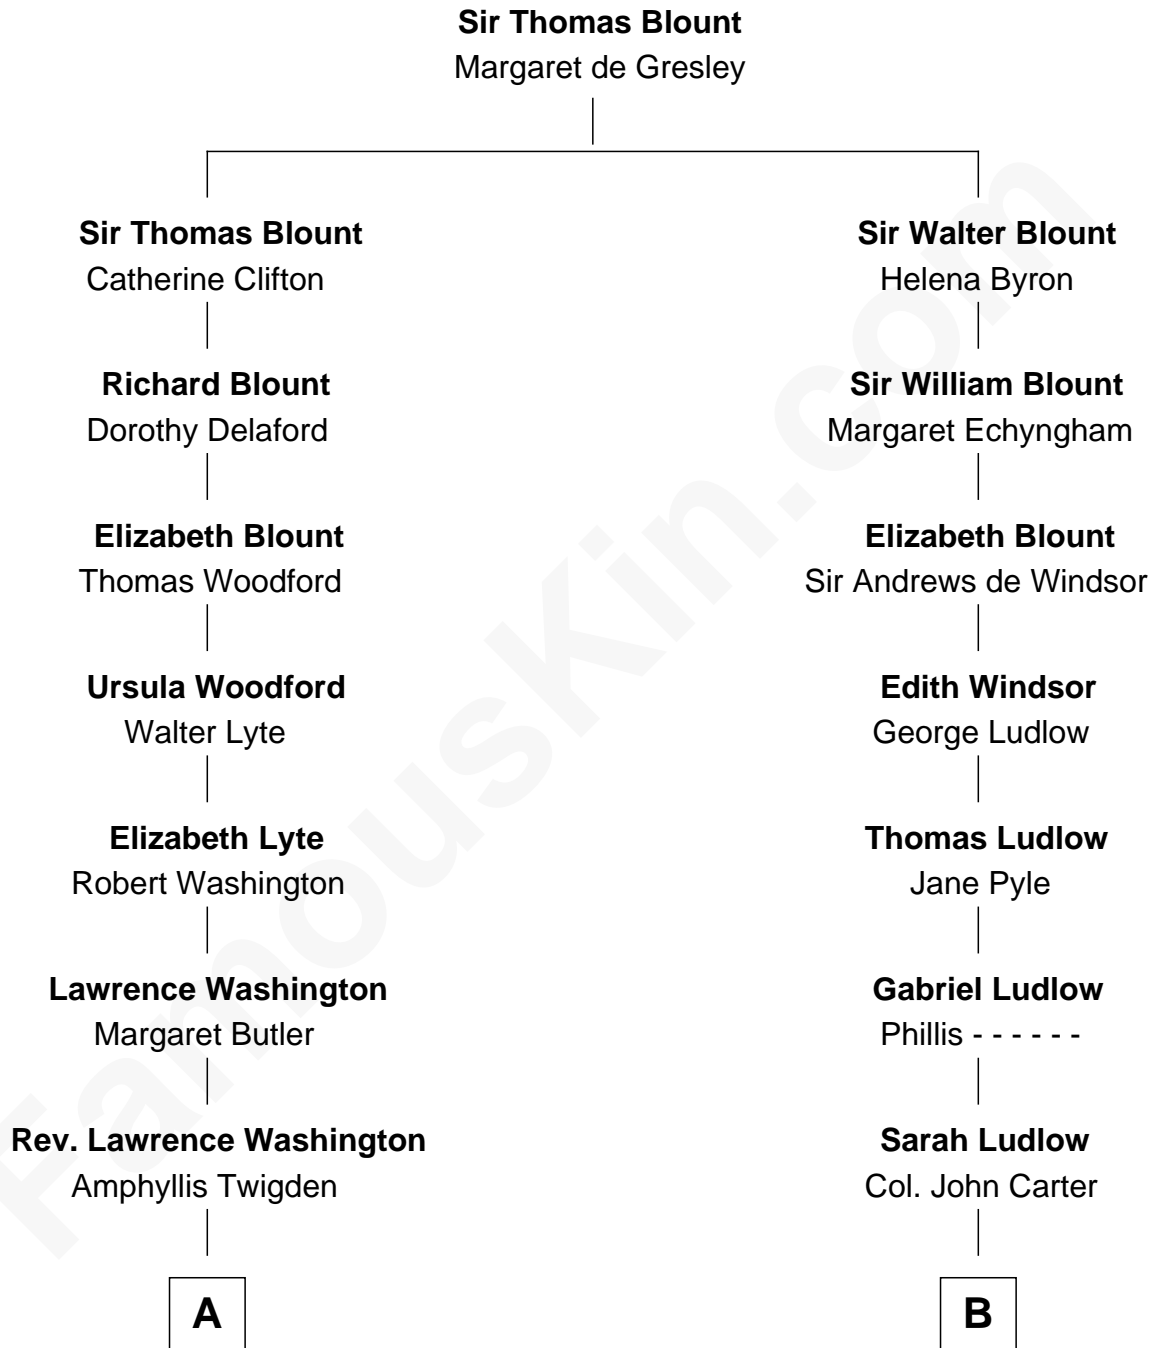 Sir Thomas Blount
Margaret de Gresley
Sir Thomas Blount
Catherine Clifton
Richard Blount
Dorothy Delaford
Elizabeth Blount
Thomas Woodford
Ursula Woodford
Walter Lyte
Elizabeth Lyte
Robert Washington
Lawrence Washington
Margaret Butler
Rev. Lawrence Washington
Amphyllis Twigden
A
Sir Walter Blount
Helena Byron
Sir William Blount
Margaret Echyngham
Elizabeth Blount
Sir Andrews de Windsor
Edith Windsor
George Ludlow
Thomas Ludlow
Jane Pyle
Gabriel Ludlow
Phillis - - - - - -
Sarah Ludlow
Col. John Carter
B
FamousKin.com